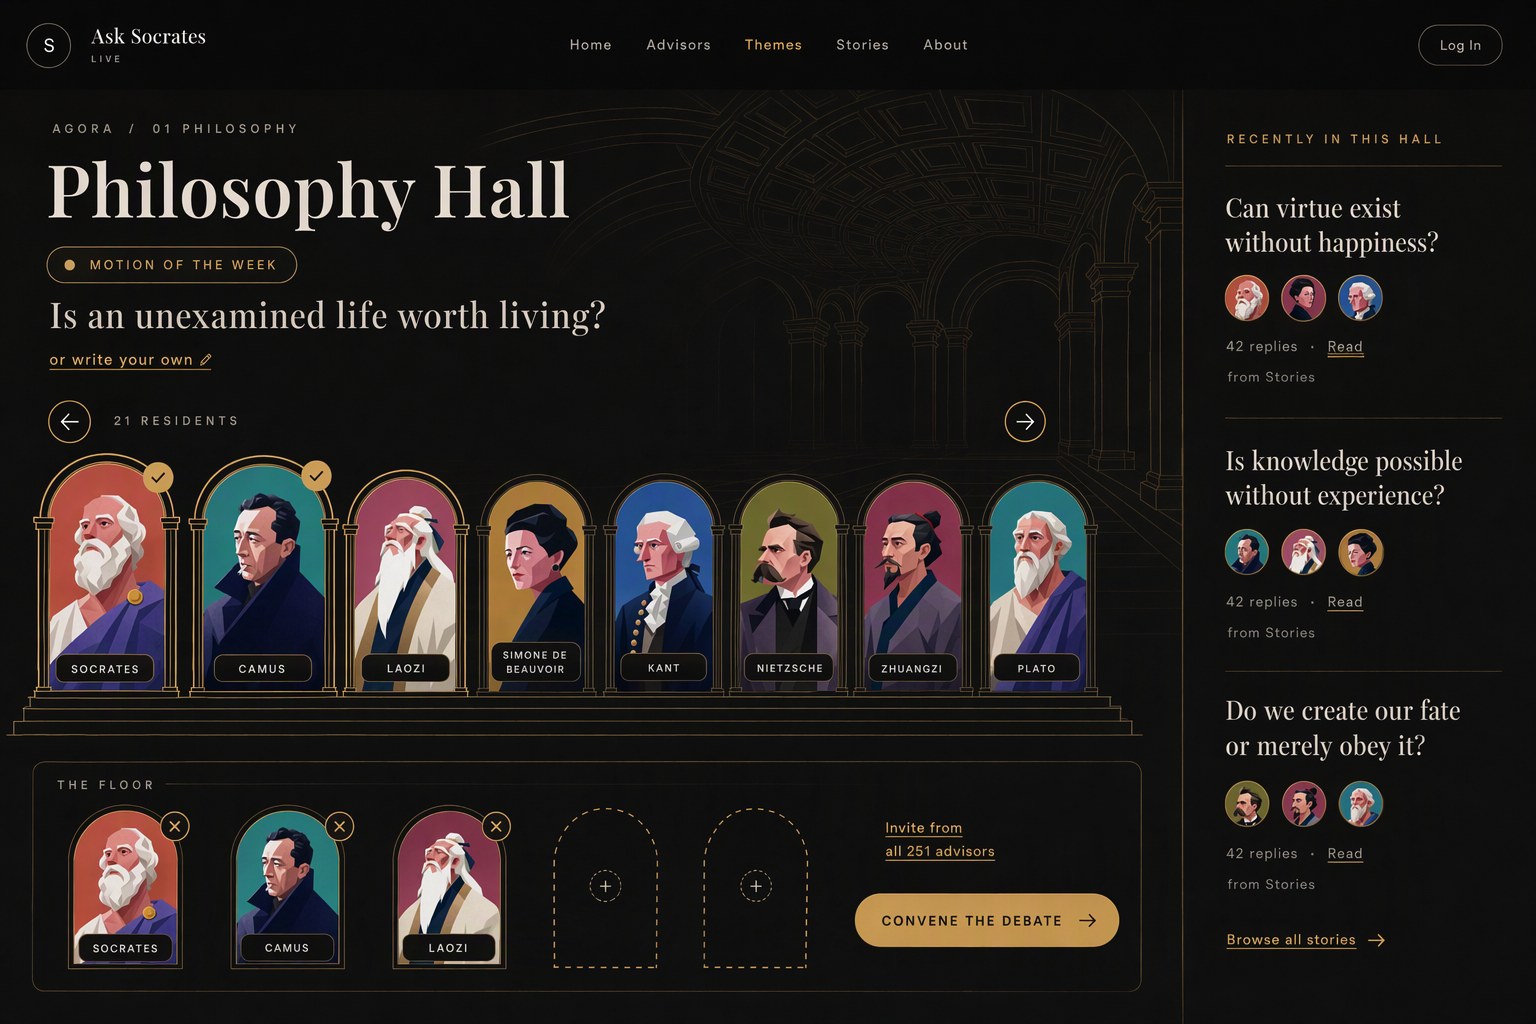 S
Ask Socrates
LIVE
Home
Advisors
Themes
Stories
About
Log In
AGORA / 01 PHILOSOPHY
Philosophy Hall
MOTION OF THE WEEK
Is an unexamined life worth living?
or write your own
21 RESIDENTS
SOCRATES
CAMUS
LAOZI
SIMONE DE
BEAUVOIR
KANT
NIETZSCHE
ZHUANGZI
PLATO
THE FLOOR
SOCRATES
CAMUS
LAOZI
Invite from
all 251 advisors
CONVENE THE DEBATE
RECENTLY IN THIS HALL
Can virtue exist
without happiness?
42 replies · Read
from Stories
Is knowledge possible
without experience?
42 replies · Read
from Stories
Do we create our fate
or merely obey it?
42 replies · Read
from Stories
Browse all stories